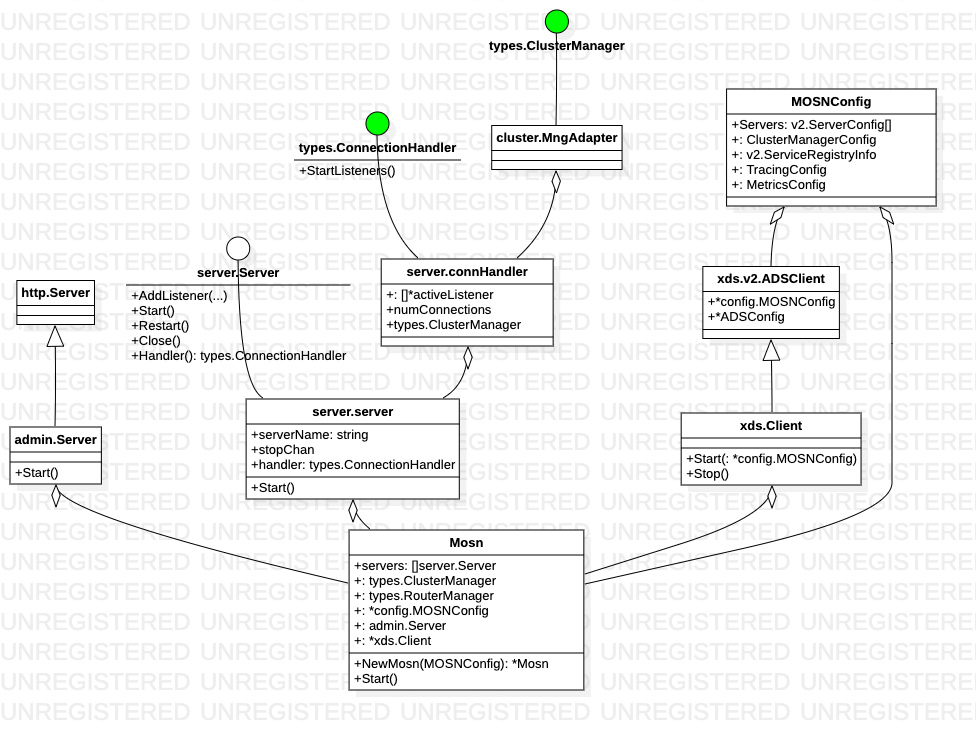 types.ClusterManager
MOSNConfig
+Servers: v2.ServerConfig[]
+: ClusterManagerConfig
+: v2.ServiceRegistryInfo
+: TracingConfig
+: MetricsConfig
cluster.MngAdapter
types.ConnectionHandler
+StartListeners()
server.Server
+AddListener(...)
+Start()
+Restart()
+Close()
+Handler(): types.ConnectionHandler
server.connHandler
+: []*activeListener
+numConnections
+types.ClusterManager
xds.v2.ADSClient
+*config.MOSNConfig
+*ADSConfig
http.Server
admin.Server
+Start()
server.server
+serverName: string
+stopChan
+handler: types.ConnectionHandler
+Start()
xds.Client
+Start(: *config.MOSNConfig)
+Stop()
Mosn
+servers: []server.Server
+: types.ClusterManager
+: types.RouterManager
+: *config.MOSNConfig
+: admin.Server
+: *xds.Client
+NewMosn(MOSNConfig): *Mosn
+Start()
UNREGISTERED